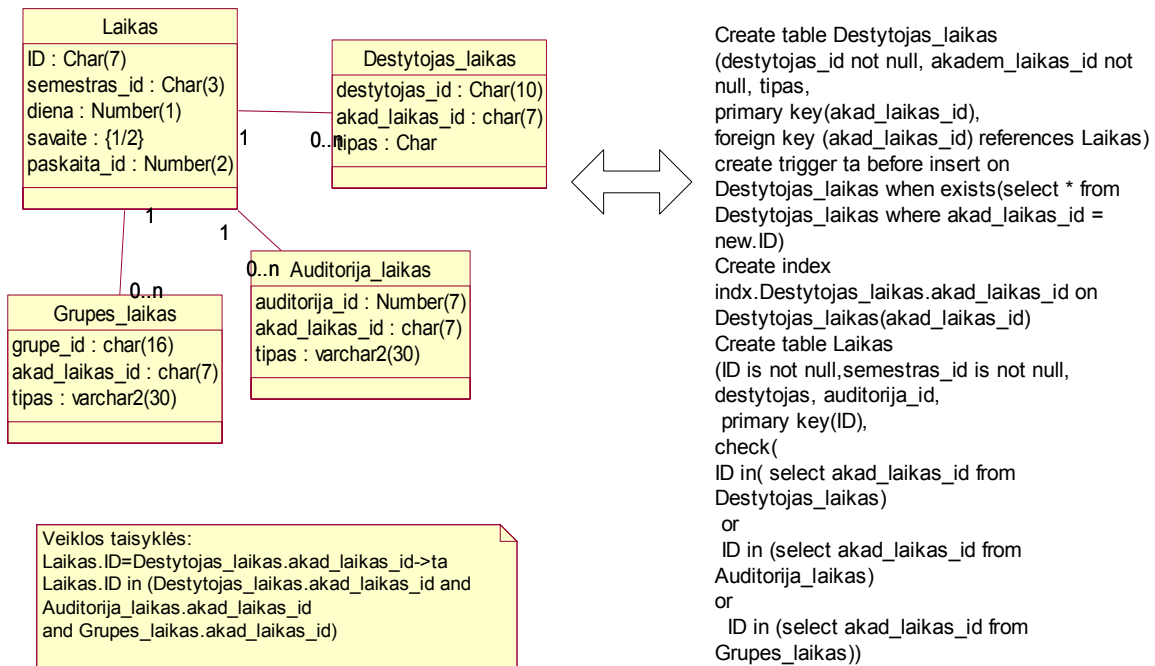 Laikas
ID : Char(7)
semestras_id : Char(3)
diena : Number(1)
savaite : {1/2}
paskaita_id : Number(2)
Destytojas_laikas
destytojas_id : Char(10)
akad_laikas_id : char(7)
tipas : Char
1
0..n
1
1
0..n
0..n
Auditorija_laikas
auditorija_id : Number(7)
akad_laikas_id : char(7)
tipas : varchar2(30)
Grupes_laikas
grupe_id : char(16)
akad_laikas_id : char(7)
tipas : varchar2(30)
Veiklos taisyklės:
Laikas.ID=Destytojas_laikas.akad_laikas_id->ta
Laikas.ID in (Destytojas_laikas.akad_laikas_id and
Auditorija_laikas.akad_laikas_id
and Grupes_laikas.akad_laikas_id)
Create table Destytojas_laikas
(destytojas_id not null, akadem_laikas_id not
null, tipas,
primary key(akad_laikas_id),
foreign key (akad_laikas_id) references Laikas)
create trigger ta before insert on
Destytojas_laikas when exists(select * from
Destytojas_laikas where akad_laikas_id =
new.ID)
Create index
indx.Destytojas_laikas.akad_laikas_id on
Destytojas_laikas(akad_laikas_id)
Create table Laikas
(ID is not null,semestras_id is not null,
destytojas, auditorija_id,
primary key(ID),
check(
ID in( select akad_laikas_id from
Destytojas_laikas)
or
ID in (select akad_laikas_id from
Auditorija_laikas)
or
ID in (select akad_laikas_id from
Grupes_laikas))